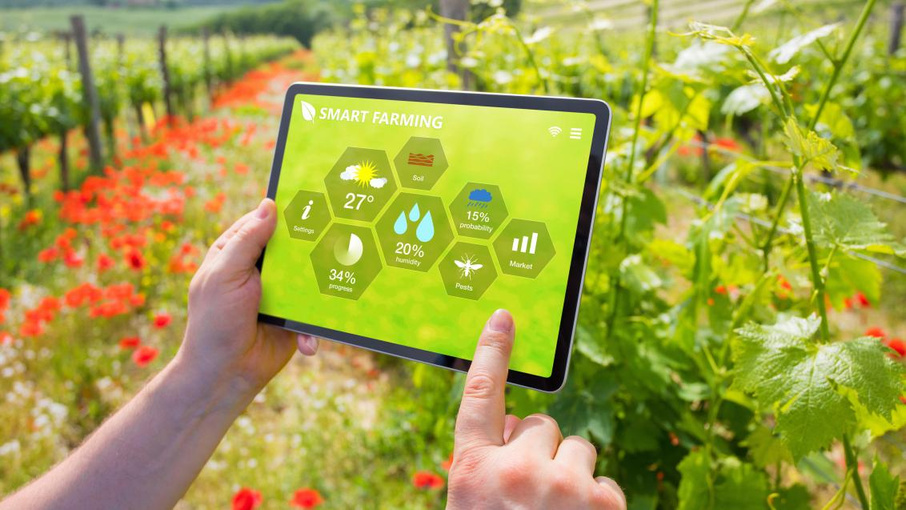 SMART FARMING
Soil
27°
Settings
15%
probability
20%
humidity
Market
34%
progress
Pests